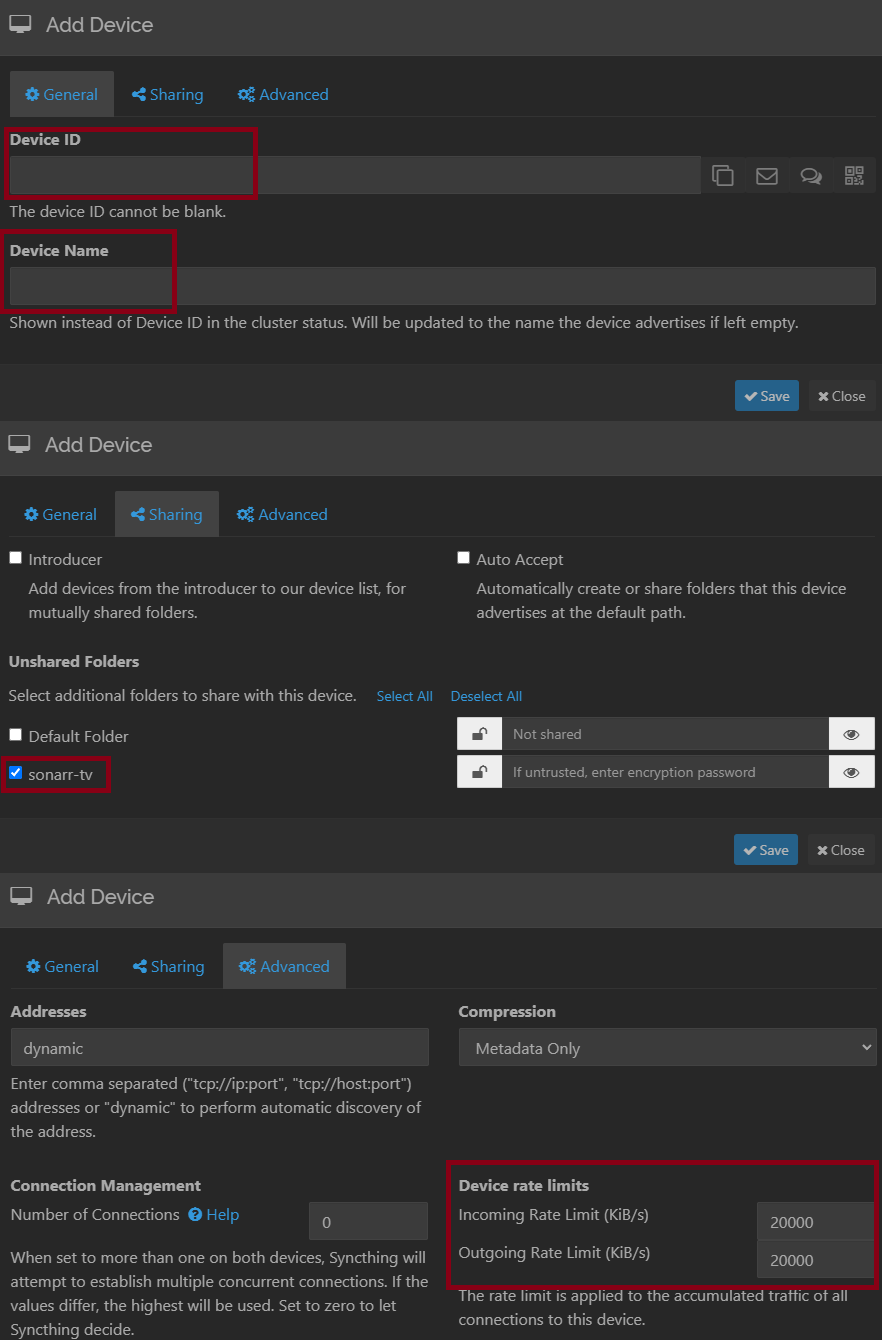 Add Device
General Sharing Advanced
Device ID
The device ID cannot be blank.
Device Name
Shown instead of Device ID in the cluster status. Will be updated to the name the device advertises if left empty.
Save Close
Add Device
General Sharing Advanced
Introducer
Add devices from the introducer to our device list, for
mutually shared folders.
Auto Accept
Automatically create or share folders that this device
advertises at the default path.
Unshared Folders
Select additional folders to share with this device. Select All Deselect All
Default Folder Not shared
sonarr-tv If untrusted, enter encryption password
Save Close
Add Device
General Sharing Advanced
Addresses
dynamic
Enter comma separated ("tcp://ip:port", "tcp://host:port")
addresses or "dynamic" to perform automatic discovery of
the address.
Compression
Metadata Only
Connection Management
Number of Connections Help 0
When set to more than one on both devices, Syncthing will
attempt to establish multiple concurrent connections. If the
values differ, the highest will be used. Set to zero to let
Syncthing decide.
Device rate limits
Incoming Rate Limit (KiB/s) 20000
Outgoing Rate Limit (KiB/s) 20000
The rate limit is applied to the accumulated traffic of all
connections to this device.